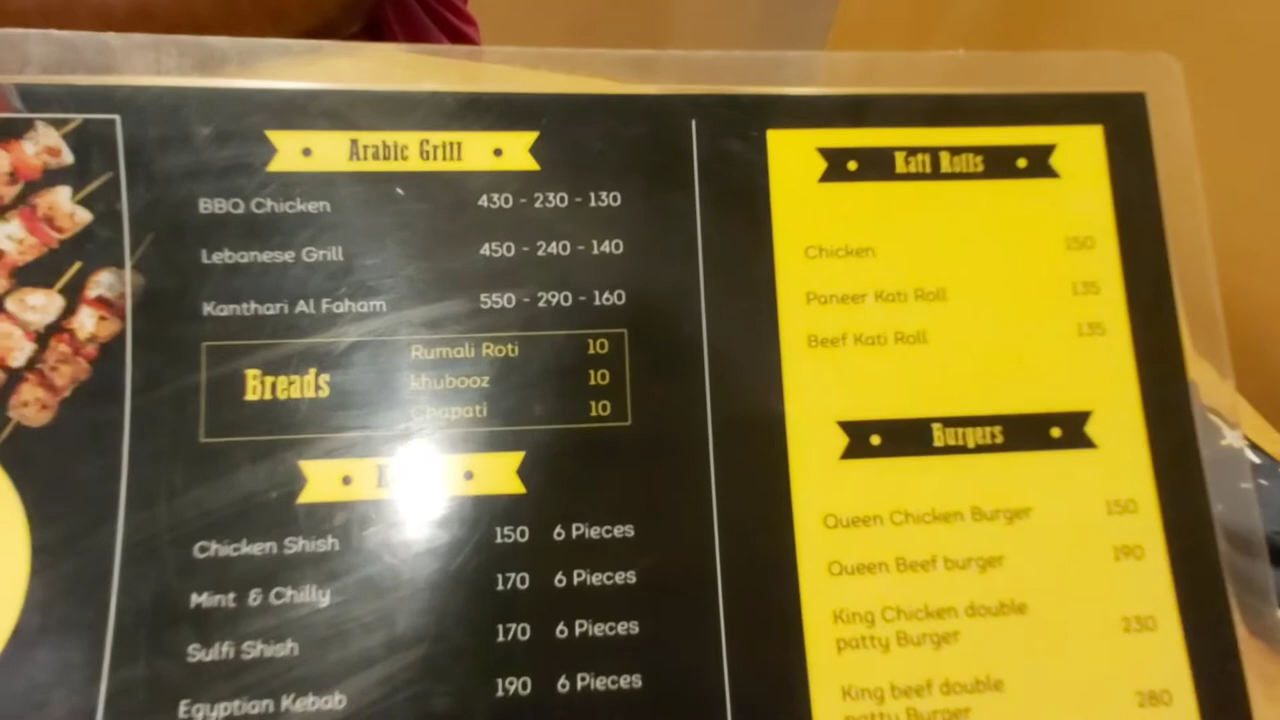 Arabic Grill
BBQ Chicken 430 - 230 - 130
Lebanese Grill 450 - 240 - 140
Kanthari Al Faham 550 - 290 - 160
Breads
Rumali Roti 10
khubooz 10
Chapati 10
Chicken Shish 150 6 Pieces
Mint & Chilly 170 6 Pieces
Sulfi Shish 170 6 Pieces
Egyptian Kebab 190 6 Pieces
Kati Rolls
Chicken 150
Paneer Kati Roll 135
Beef Kati Roll 135
Burgers
Queen Chicken Burger 150
Queen Beef burger 190
King Chicken double
patty Burger 230
King beef double
patty Burger 280